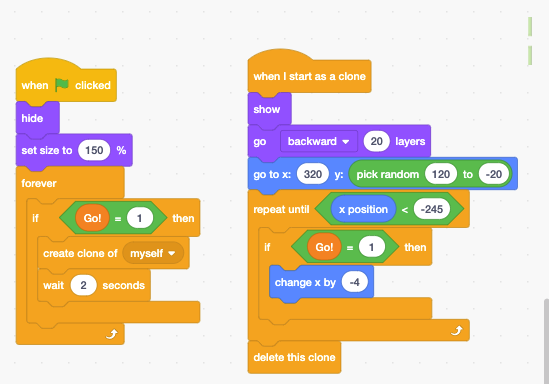 when clicked
hide
set size to 150 %
forever
if Go! = 1 then
create clone of myself
wait 2 seconds
when I start as a clone
show
go backward 20 layers
go to x: 320 y: pick random 120 to -20
repeat until x position < -245
if Go! = 1 then
change x by -4
delete this clone